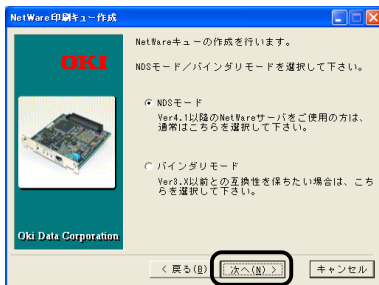 NetWare印刷キュー作成
OKI
NetWareキューの作成を行います。
NDSモード／バインダリモードを選択して下さい。
NDSモード
Ver4.1以降のNetWareサーバをご使用の方は、
通常はこちらを選択して下さい。
バインダリモード
Ver3.X以前との互換性を保ちたい場合は、こち
らを選択して下さい。
Oki Data Corporation
< 戻る(B)
次へ(N) >
キャンセル